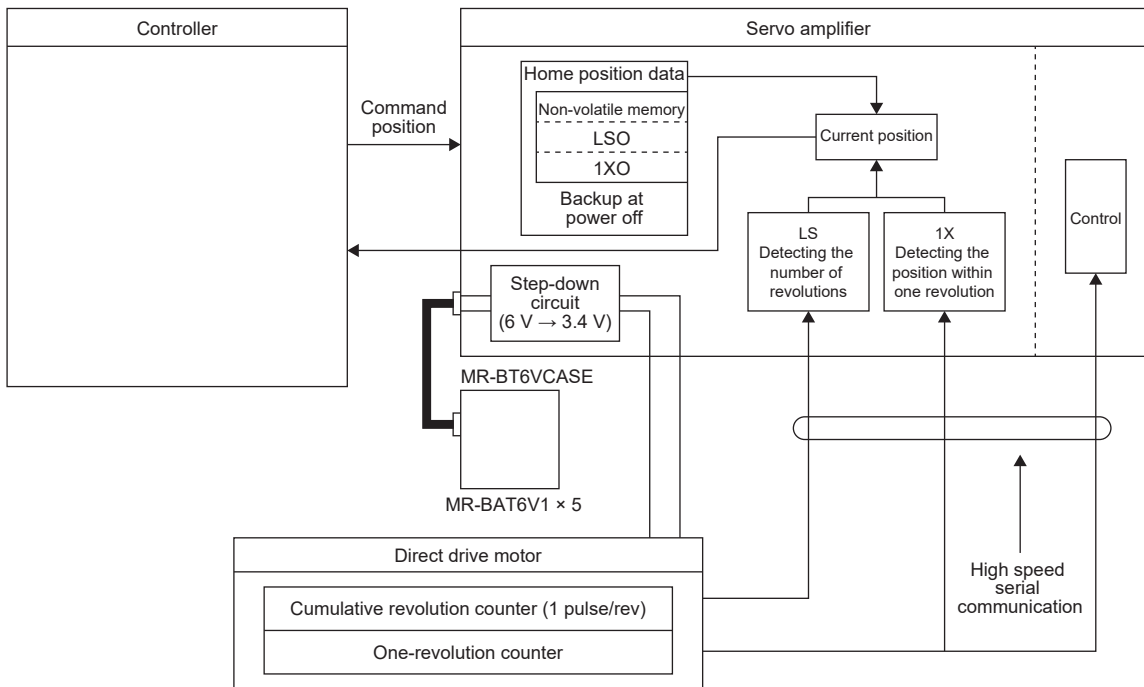 Controller
Servo amplifier
Home position data
Non-volatile memory
LSO
1XO
Backup at
power off
Command
position
Current position
LS
Detecting the
number of
revolutions
1X
Detecting the
position within
one revolution
Control
Step-down
circuit
(6 V → 3.4 V)
MR-BT6VCASE
MR-BAT6V1 × 5
Direct drive motor
Cumulative revolution counter (1 pulse/rev)
One-revolution counter
High speed
serial
communication